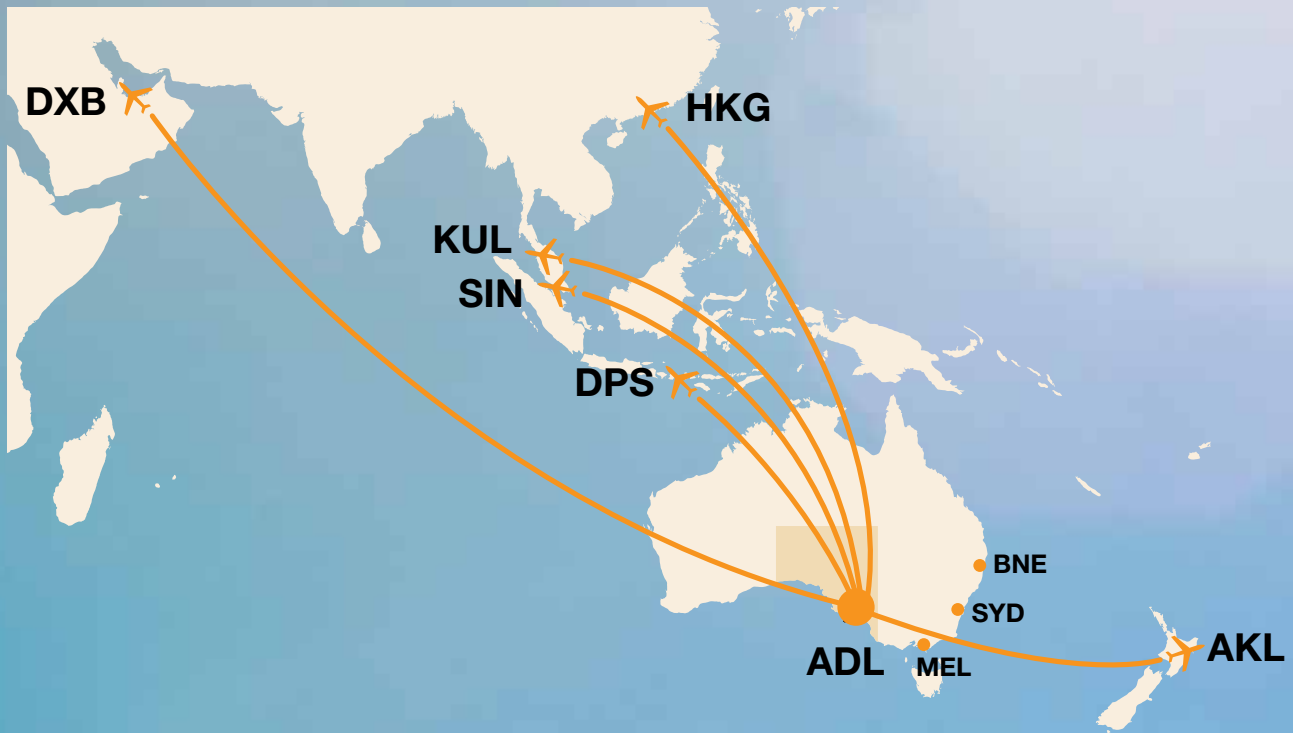 DXB
HKG
KUL
SIN
DPS
BNE
SYD
ADL
MEL
AKL